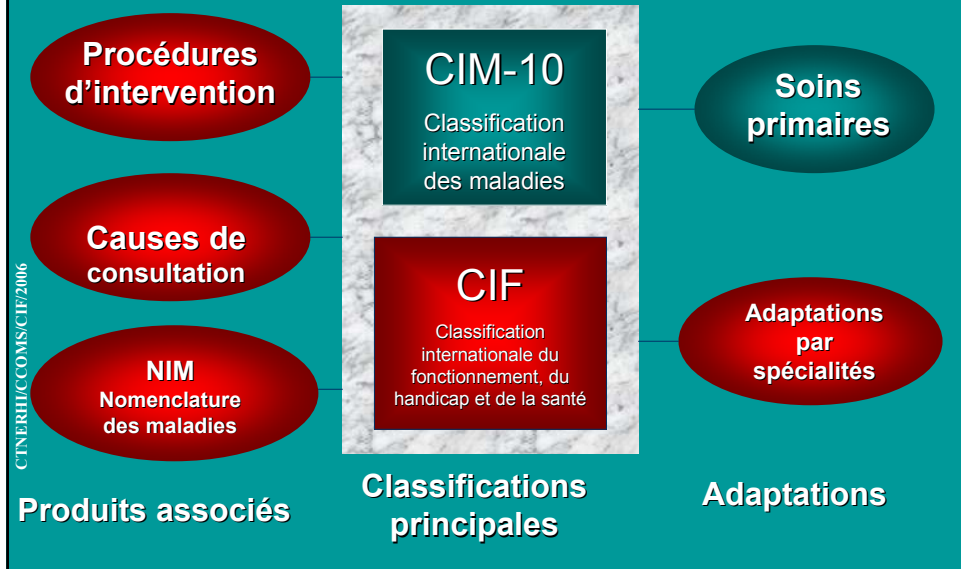 Procédures
d'intervention
Causes de
consultation
NIM
Nomenclature
des maladies
Produits associés
CIM-10
Classification
internationale
des maladies
CIF
Classification
internationale du
fonctionnement, du
handicap et de la santé
Classifications
principales
Soins
primaires
Adaptations
par
spécialités
Adaptations
CTNERHI/CCOMS/CIF/2006